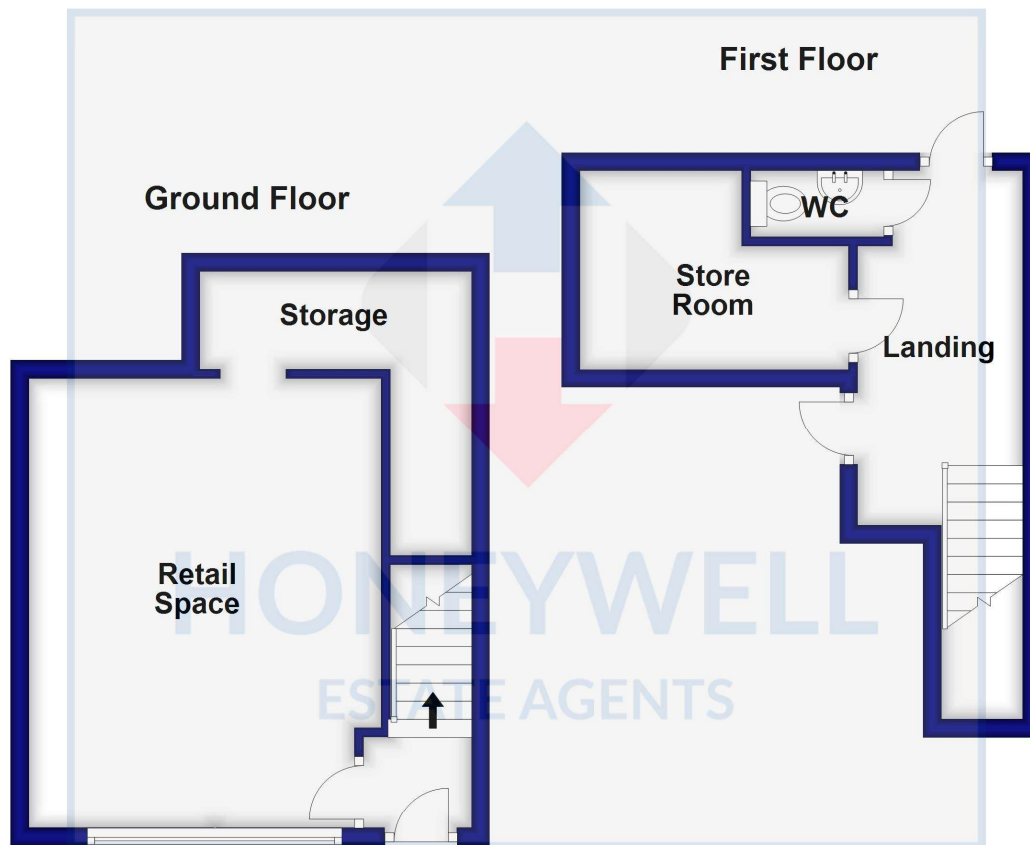 First Floor
Ground Floor
WC
Store
Room
Storage
Landing
Retail
Space
HONEYWELL
ESTATE AGENTS